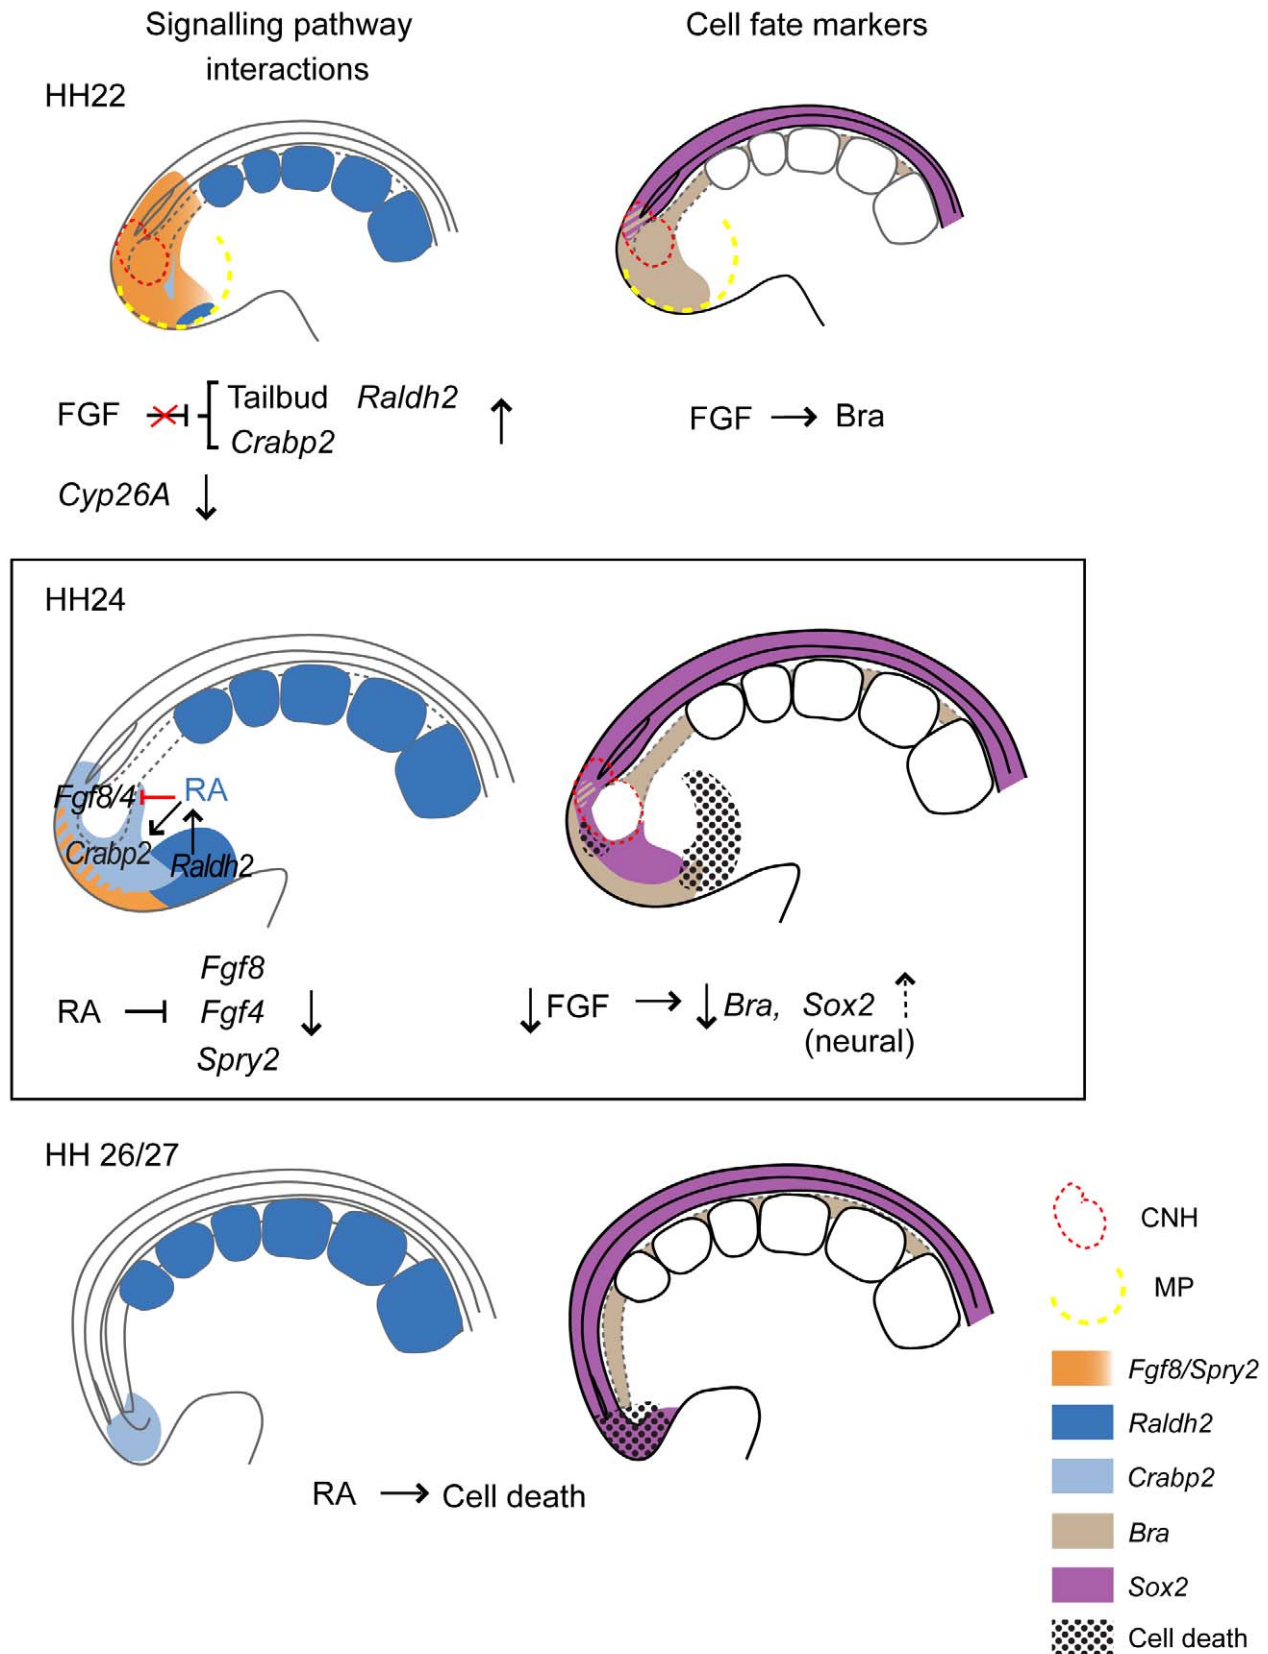 Signalling pathway
interactions
Cell fate markers
HH22
FGF
Tailbud Raldh2
Crabp2
Cyp26A
FGF → Bra
HH24
Fgf8/4
RA
Crabp2
Raldh2
Fgf8
RA
Fgf4
Spry2
↓FGF → ↓Bra, Sox2
(neural)
HH 26/27
RA → Cell death
CNH
MP
Fgf8/Spry2
Raldh2
Crabp2
Bra
Sox2
Cell death